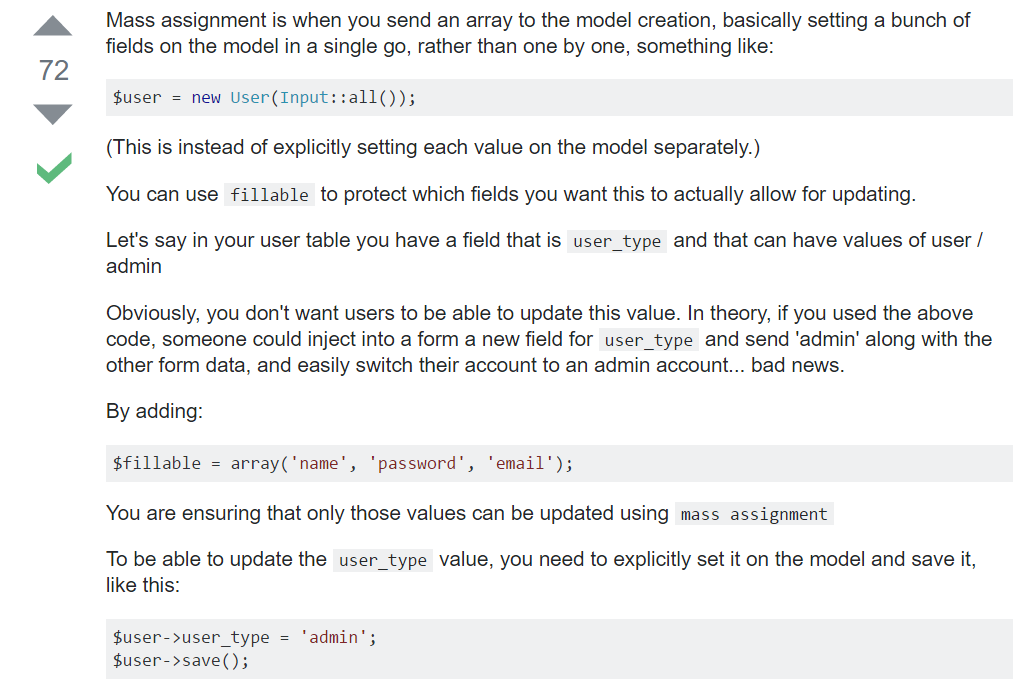 Mass assignment is when you send an array to the model creation, basically setting a bunch of
fields on the model in a single go, rather than one by one, something like:
72
$user = new User(Input::all());
(This is instead of explicitly setting each value on the model separately.)
You can use fillable to protect which fields you want this to actually allow for updating.
Let's say in your user table you have a field that is user_type and that can have values of user /
admin
Obviously, you don't want users to be able to update this value. In theory, if you used the above
code, someone could inject into a form a new field for user_type and send 'admin' along with the
other form data, and easily switch their account to an admin account... bad news.
By adding:
$fillable = array('name', 'password', 'email');
You are ensuring that only those values can be updated using mass assignment
To be able to update the user_type value, you need to explicitly set it on the model and save it,
like this:
$user->user_type = 'admin';
$user->save();